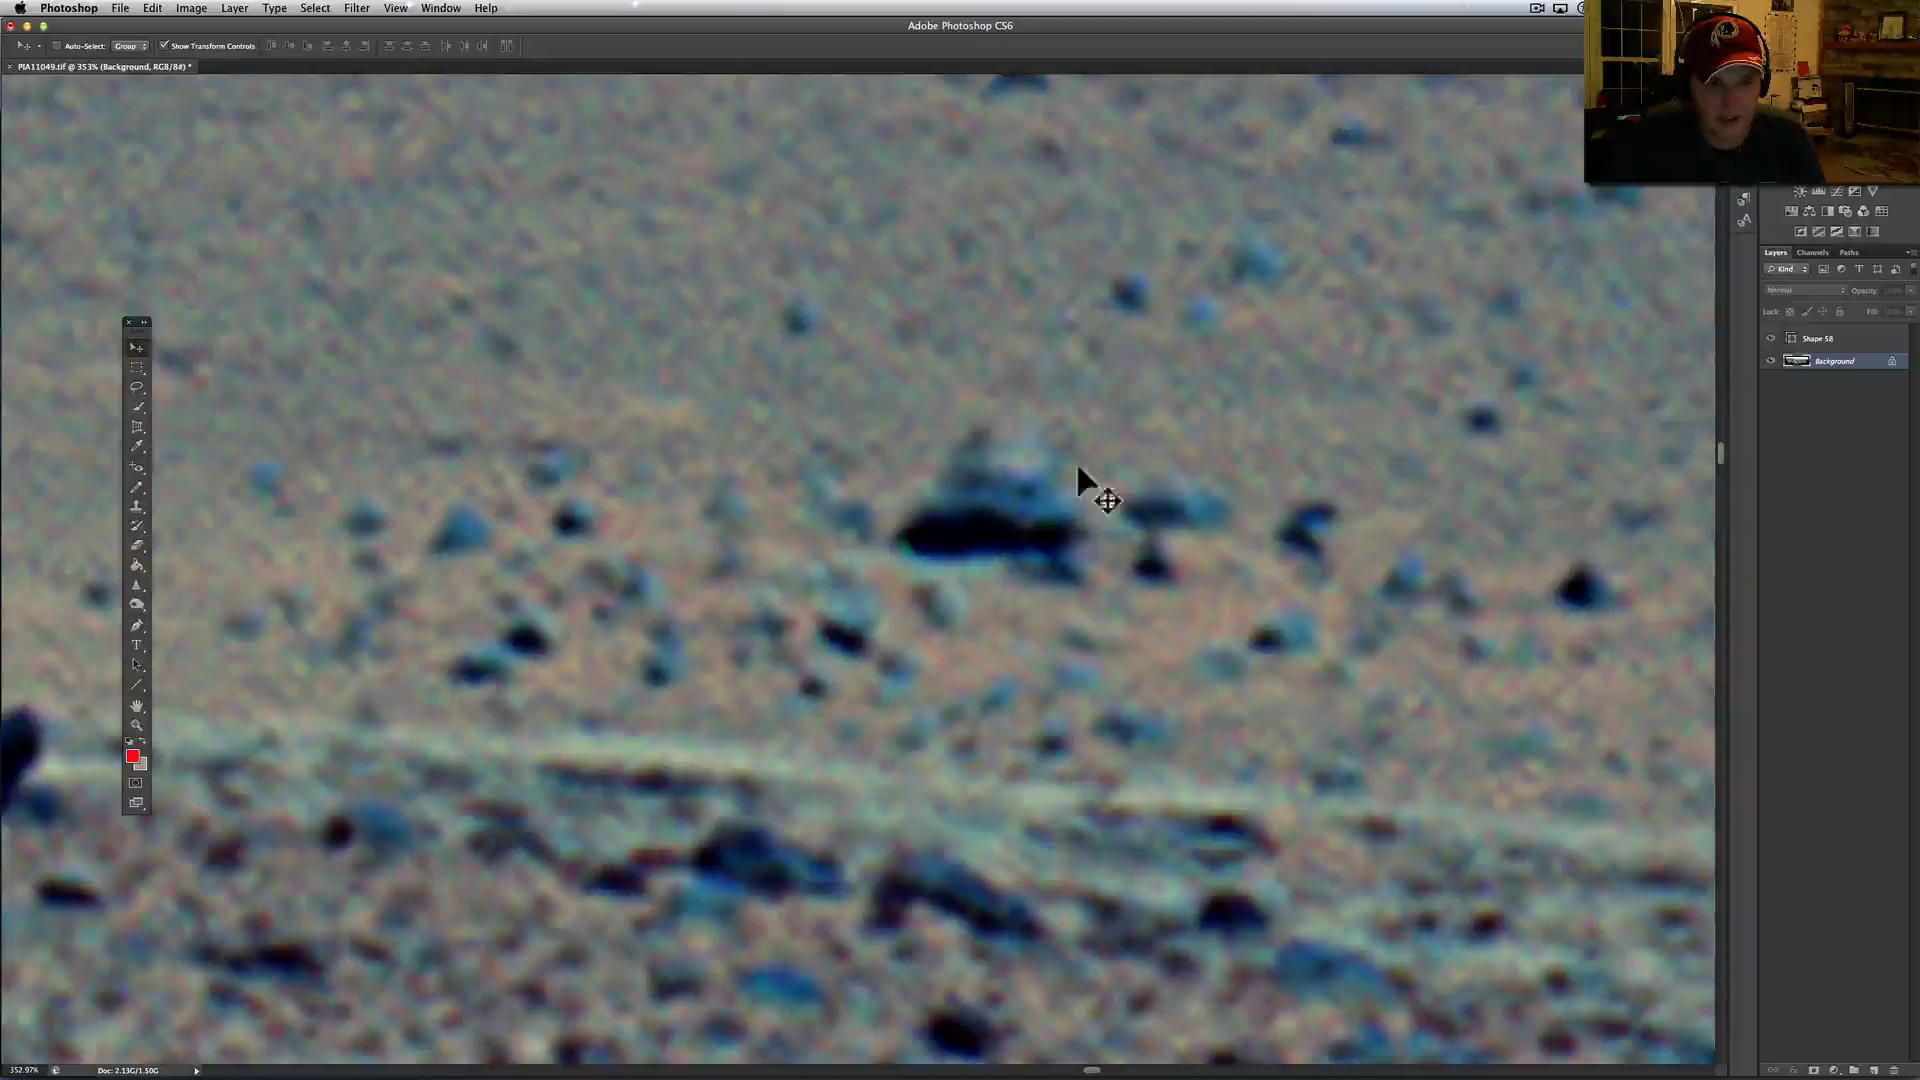 Photoshop File Edit Image Layer Type Select Filter View Window Help
Adobe Photoshop CS6
Auto-Select: Group Show Transform Controls
PIA11049.tif @ 353% (Background, RGB/8#) *
Layers Channels Paths
Kind
Normal Opacity: 100%
Lock: Fill: 100%
Shape 58
Background
352.97% Doc: 2.13G/1.50G